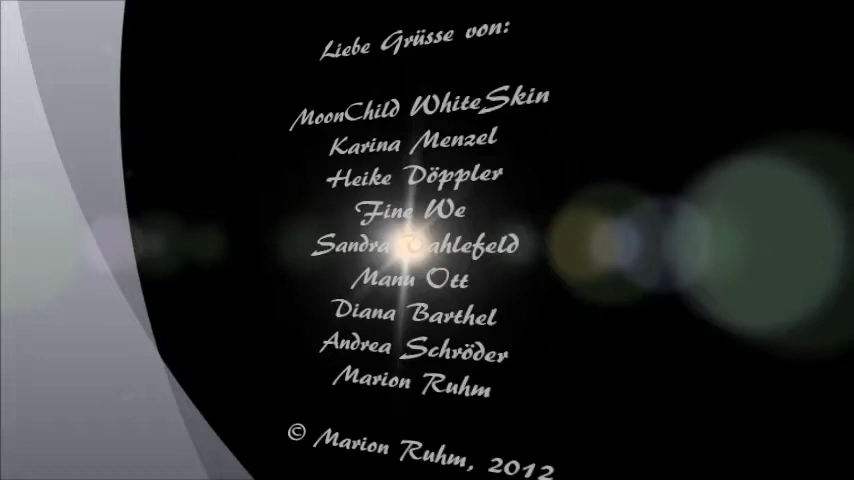 Liebe Grüsse von:
MoonChild WhiteSkin
Karina Menzel
Heike Döppler
Fine We
Sandra Dahlefeld
Manu Ott
Diana Barthel
Andrea Schröder
Marion Ruhm
© Marion Ruhm, 2012